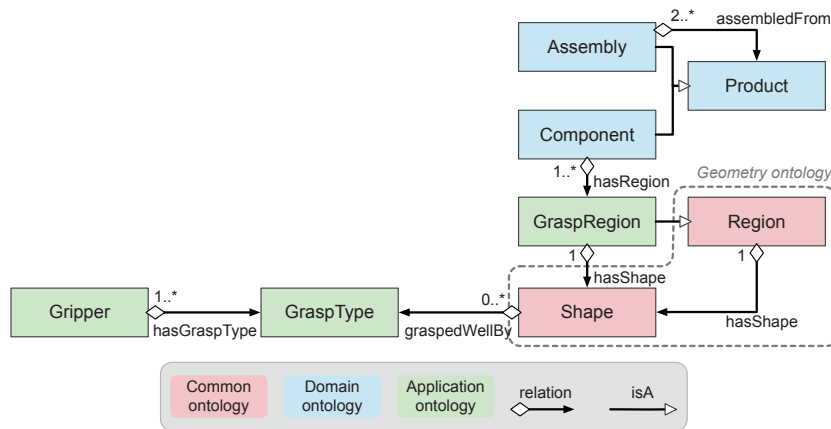 2..*
assembledFrom
Assembly
Product
Component
1..*
hasRegion
Geometry ontology
GraspRegion
Region
1
1
hasShape
1..*
0..*
Gripper
GraspType
Shape
hasGraspType
graspedWellBy
hasShape
Common
ontology
Domain
ontology
Application
ontology
relation
isA